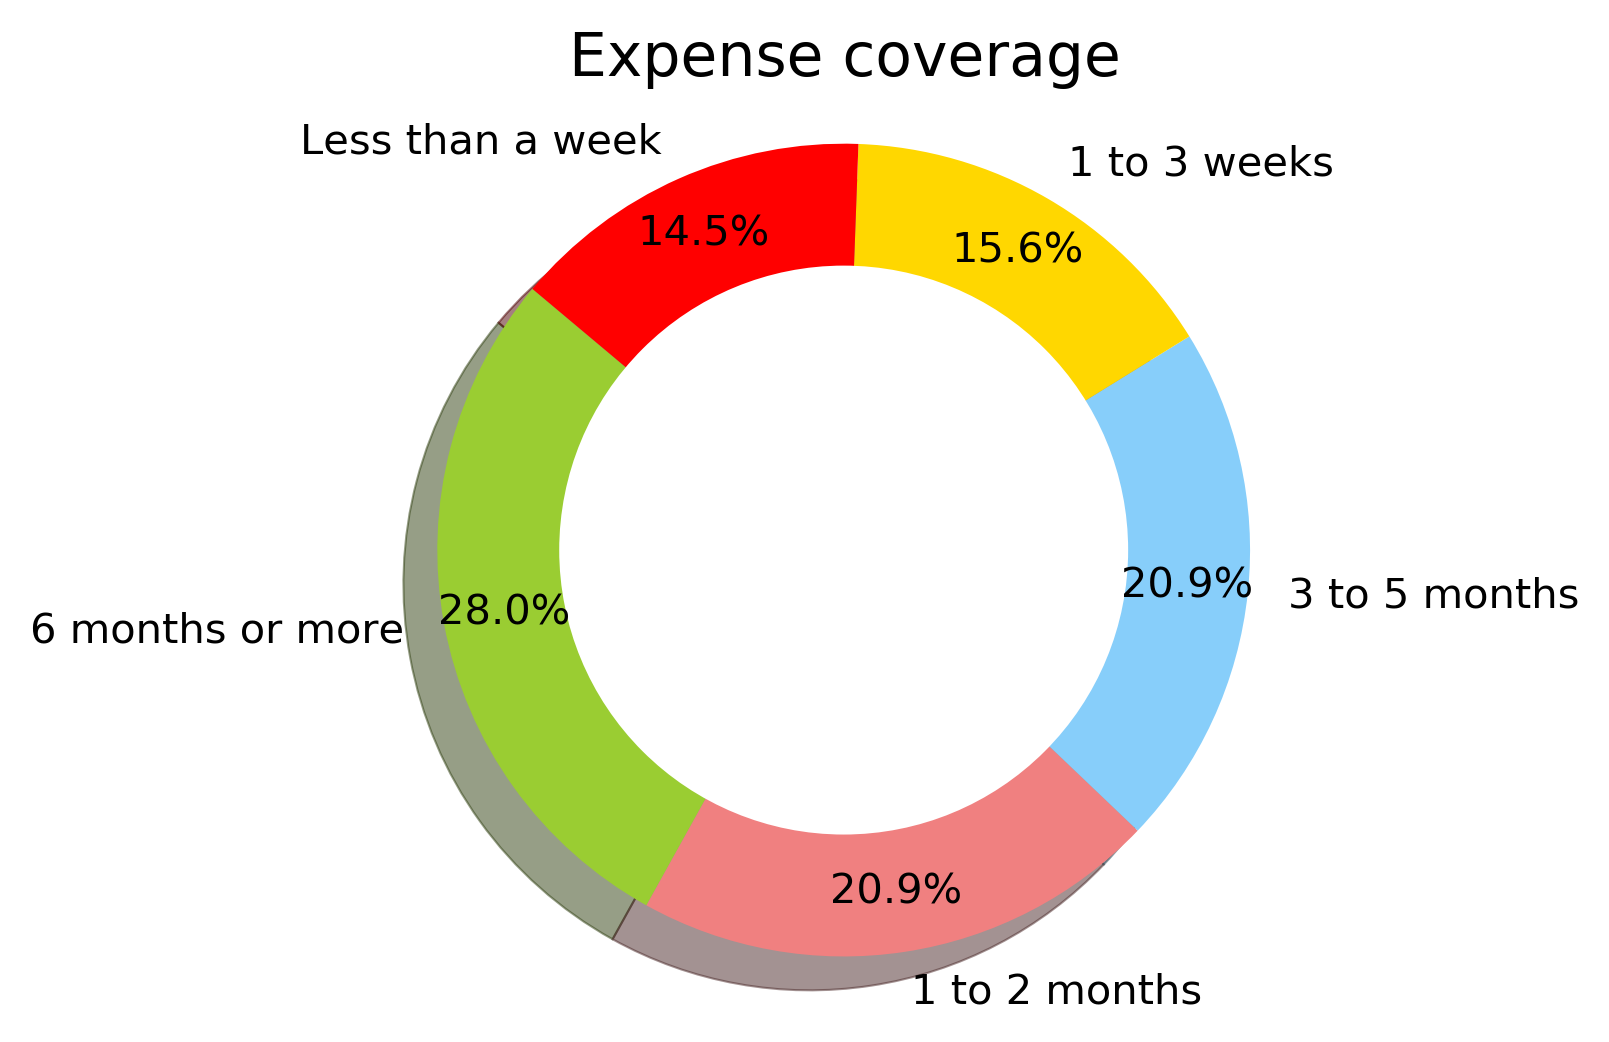 Expense coverage
Less than a week
1 to 3 weeks
14.5%
15.6%
20.9%
3 to 5 months
28.0%
6 months or more
20.9%
1 to 2 months